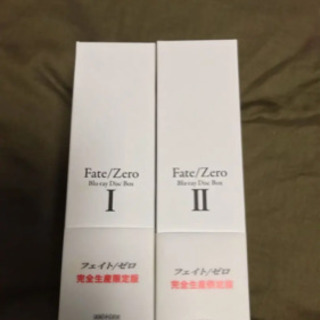 Fate/Zero
Blu-ray Disc Box
I
フェイト/ゼロ
完全生産限定版
Fate/Zero
Blu-ray Disc Box
II
フェイト/ゼロ
完全生産限定版